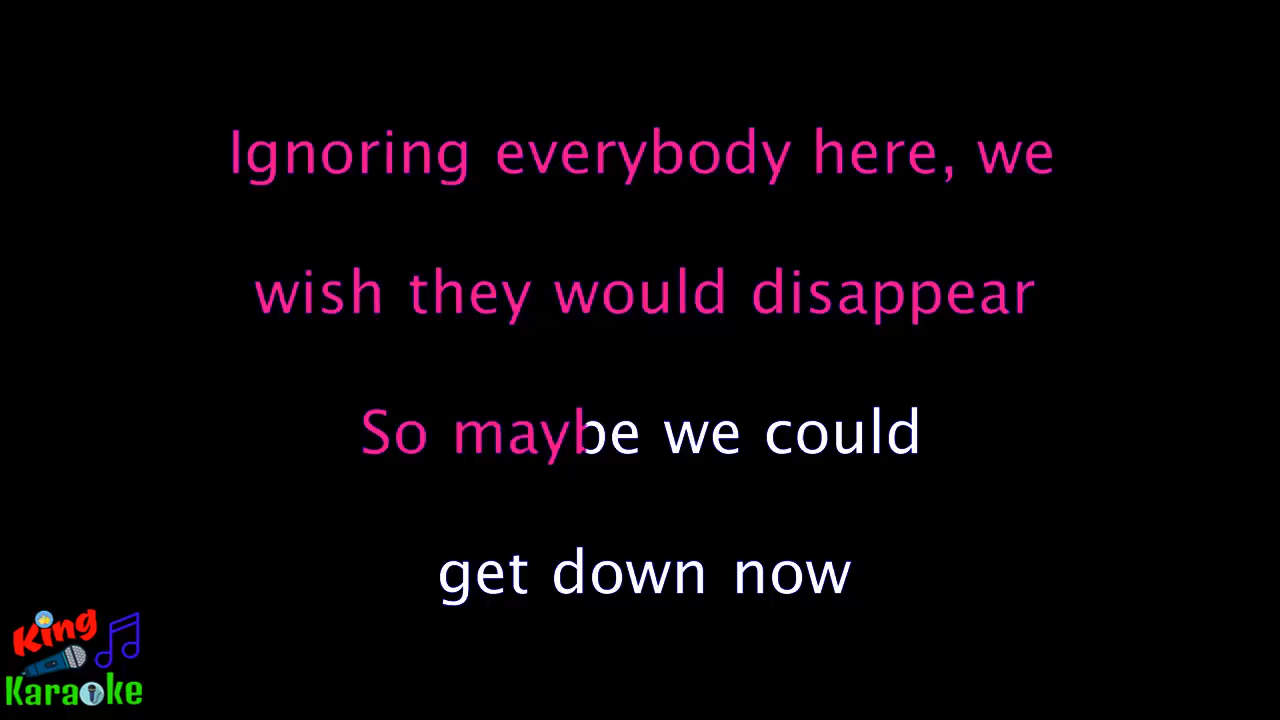 Ignoring everybody here, we
wish they would disappear
So maybe we could
get down now
King
Karaoke